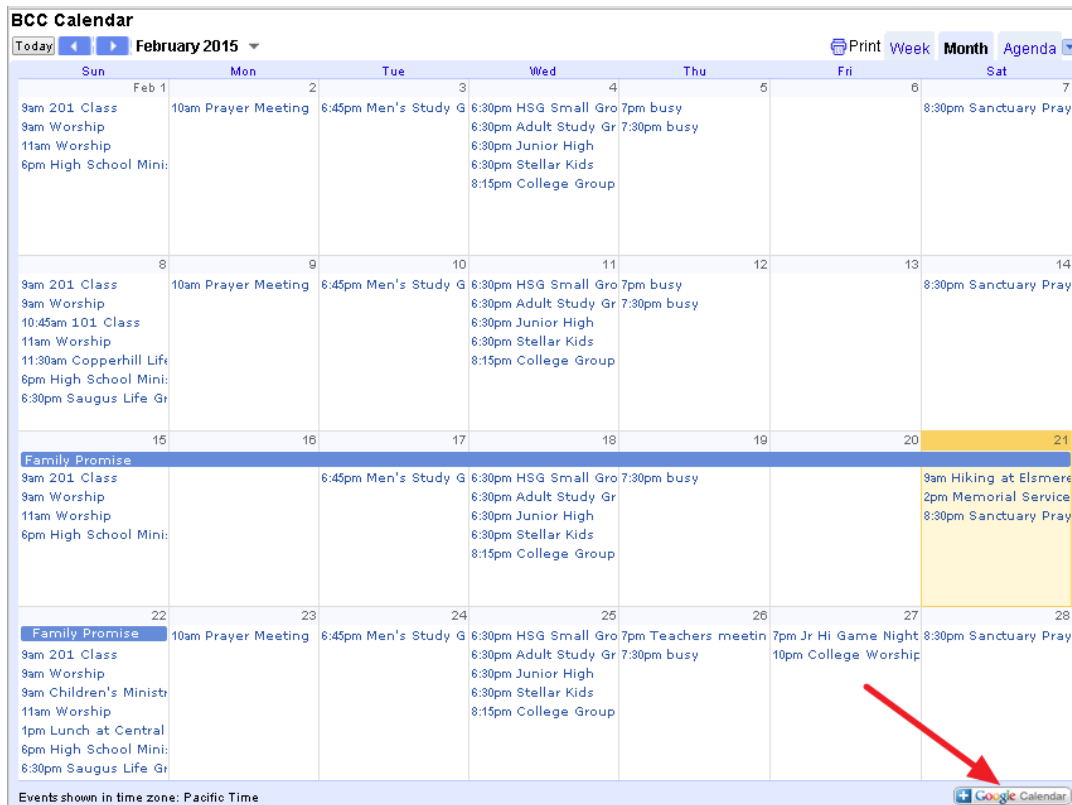 BCC Calendar
Today February 2015 Print Week Month Agenda
Sun Mon Tue Wed Thu Fri Sat
Feb 1 2 3 4 5 6 7
9am 201 Class 10am Prayer Meeting 6:45pm Men's Study G 6:30pm HSG Small Gro 7pm busy 8:30pm Sanctuary Pray
9am Worship 6:30pm Adult Study Gr 7:30pm busy
11am Worship 6:30pm Junior High
6pm High School Mini 6:30pm Stellar Kids
8:15pm College Group
8 9 10 11 12 13 14
9am 201 Class 10am Prayer Meeting 6:45pm Men's Study G 6:30pm HSG Small Gro 7pm busy 8:30pm Sanctuary Pray
9am Worship 6:30pm Adult Study Gr 7:30pm busy
10:45am 101 Class 6:30pm Junior High
11am Worship 6:30pm Stellar Kids
11:30am Copperhill Life 8:15pm College Group
6pm High School Mini
6:30pm Saugus Life Gr
15 16 17 18 19 20 21
Family Promise
9am 201 Class 6:45pm Men's Study G 6:30pm HSG Small Gro 7:30pm busy 9am Hiking at Elsmere
9am Worship 6:30pm Adult Study Gr 2pm Memorial Service
11am Worship 6:30pm Junior High 8:30pm Sanctuary Pray
6pm High School Mini 6:30pm Stellar Kids
8:15pm College Group
22 23 24 25 26 27 28
Family Promise 10am Prayer Meeting 6:45pm Men's Study G 6:30pm HSG Small Gro 7pm Teachers meetin 7pm Jr Hi Game Night 8:30pm Sanctuary Pray
9am 201 Class 6:30pm Adult Study Gr 7:30pm busy 10pm College Worship
9am Worship 6:30pm Junior High
9am Children's Ministr 6:30pm Stellar Kids
11am Worship 8:15pm College Group
1pm Lunch at Central
6pm High School Mini
6:30pm Saugus Life Gr
Events shown in time zone: Pacific Time Google Calendar